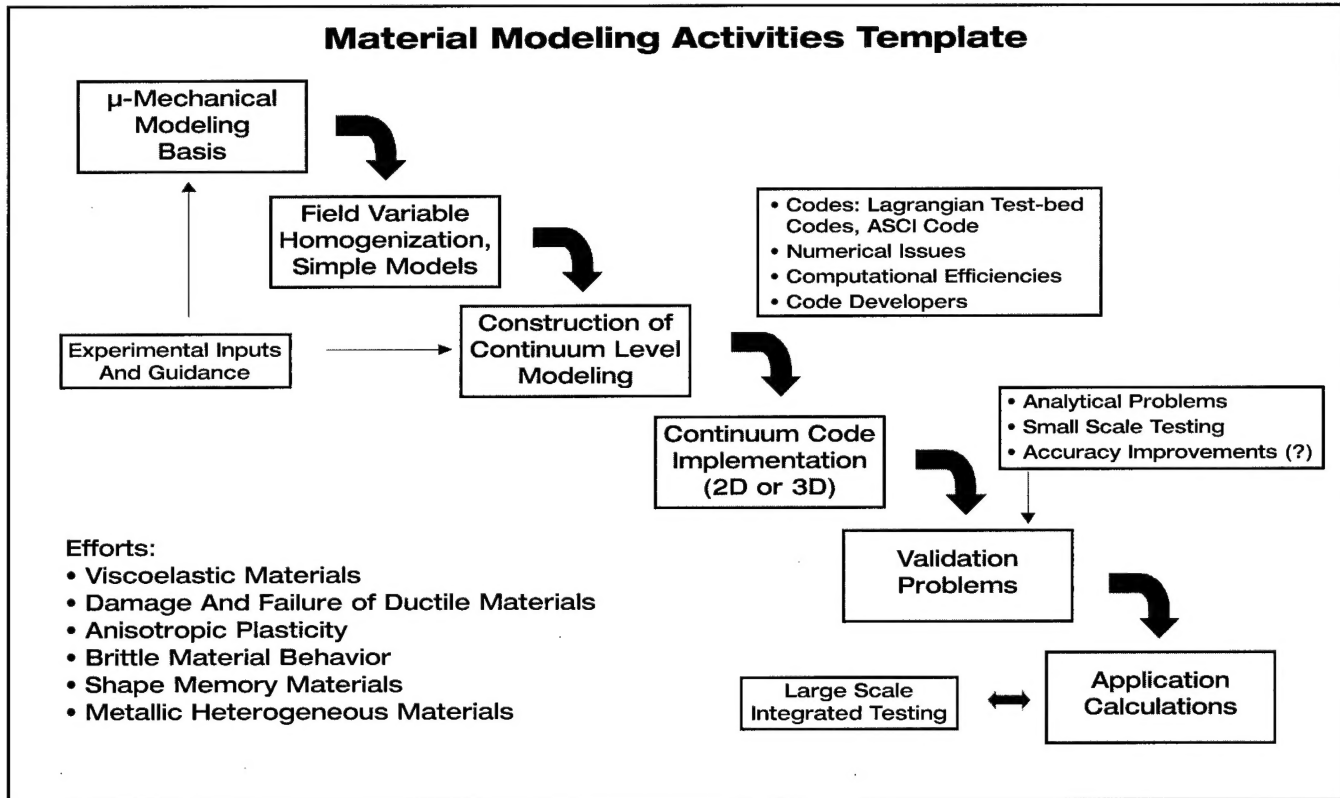 Material Modeling Activities Template
µ-Mechanical
Modeling
Basis
Field Variable
Homogenization,
Simple Models
• Codes: Lagrangian Test-bed
Codes, ASCI Code
• Numerical Issues
• Computational Efficiencies
• Code Developers
Experimental Inputs
And Guidance
Construction of
Continuum Level
Modeling
• Analytical Problems
• Small Scale Testing
• Accuracy Improvements (?)
Continuum Code
Implementation
(2D or 3D)
Validation
Problems
Efforts:
• Viscoelastic Materials
• Damage And Failure of Ductile Materials
• Anisotropic Plasticity
• Brittle Material Behavior
• Shape Memory Materials
• Metallic Heterogeneous Materials
Large Scale
Integrated Testing
Application
Calculations